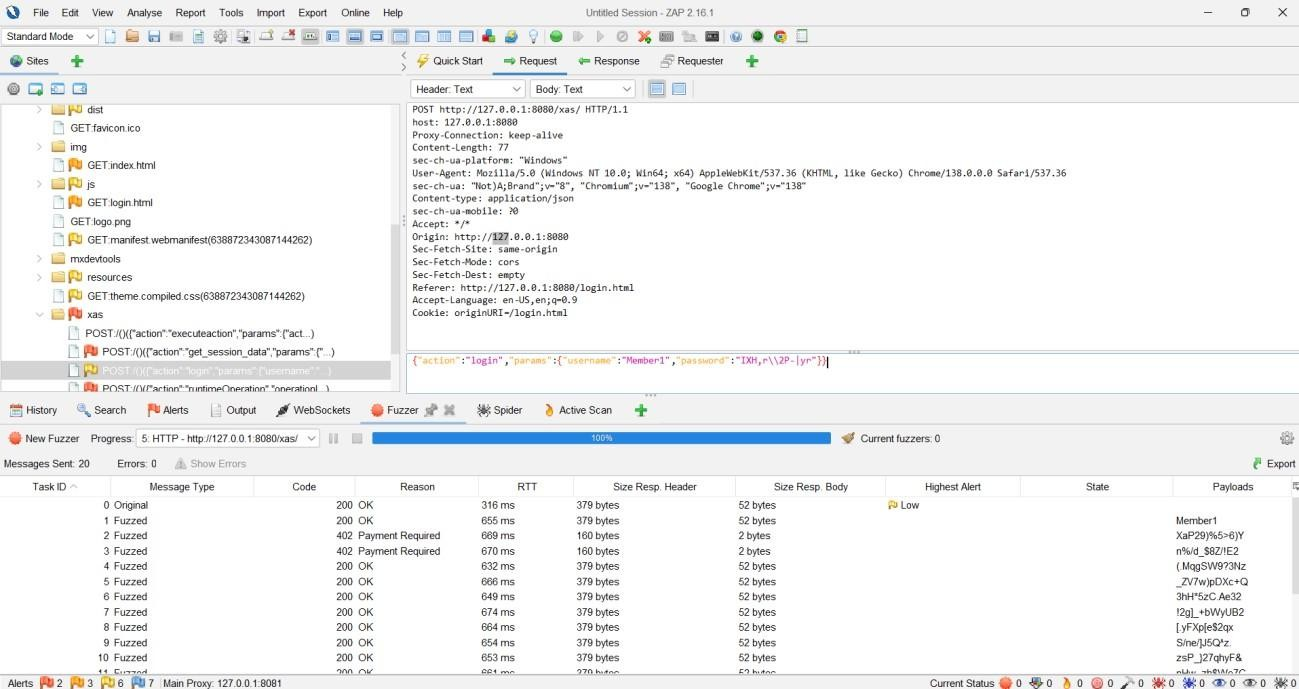 Untitled Session - ZAP 2.16.1
File Edit View Analyse Report Tools Import Export Online Help
Standard Mode
Sites
Quick Start Request Response Requester
Header: Text Body: Text
dist
GET:favicon.ico
img
GET:index.html
js
GET:login.html
GET:logo.png
GET:manifest.webmanifest(638872343087144262)
mxdevtools
resources
GET:theme.compiled.css(638872343087144262)
xas
POST:/()({"action":"executeaction","params":{"act...)
POST:/()({"action":"get_session_data","params":{"...)
POST:/()({"action":"login","params":{"username":"...)
POST:/()({"action":"runtimeOperation","operationI...)
POST http://127.0.0.1:8080/xas/ HTTP/1.1
host: 127.0.0.1:8080
Proxy-Connection: keep-alive
Content-Length: 77
sec-ch-ua-platform: "Windows"
User-Agent: Mozilla/5.0 (Windows NT 10.0; Win64; x64) AppleWebKit/537.36 (KHTML, like Gecko) Chrome/138.0.0.0 Safari/537.36
sec-ch-ua: "Not)A;Brand";v="8", "Chromium";v="138", "Google Chrome";v="138"
Content-type: application/json
sec-ch-ua-mobile: ?0
Accept: */*
Origin: http://127.0.0.1:8080
Sec-Fetch-Site: same-origin
Sec-Fetch-Mode: cors
Sec-Fetch-Dest: empty
Referer: http://127.0.0.1:8080/login.html
Accept-Language: en-US,en;q=0.9
Cookie: originURI=/login.html
{"action":"login","params":{"username":"Member1","password":"IXH,r\\2P-|yr"}}
History Search Alerts Output WebSockets Fuzzer Spider Active Scan
New Fuzzer Progress: 5: HTTP - http://127.0.0.1:8080/xas/ 100% Current fuzzers: 0
Messages Sent: 20 Errors: 0 Show Errors Export
Task ID Message Type Code Reason RTT Size Resp. Header Size Resp. Body Highest Alert State Payloads
0 Original 200 OK 316 ms 379 bytes 52 bytes Low
1 Fuzzed 200 OK 655 ms 379 bytes 52 bytes Member1
2 Fuzzed 402 Payment Required 669 ms 160 bytes 2 bytes XaP29)%5>6)Y
3 Fuzzed 402 Payment Required 670 ms 160 bytes 2 bytes n%/d_$8Z/!E2
4 Fuzzed 200 OK 632 ms 379 bytes 52 bytes (.MqgSW9?3Nz
5 Fuzzed 200 OK 666 ms 379 bytes 52 bytes _ZV7w)pDXc+Q
6 Fuzzed 200 OK 649 ms 379 bytes 52 bytes 3hH*5zC.Ae32
7 Fuzzed 200 OK 674 ms 379 bytes 52 bytes !2g]_+bWyUB2
8 Fuzzed 200 OK 664 ms 379 bytes 52 bytes [.yFXp[e$2qx
9 Fuzzed 200 OK 654 ms 379 bytes 52 bytes S/ne/]J5Q^z.
10 Fuzzed 200 OK 653 ms 379 bytes 52 bytes zsP_}27qhyF&
11 Fuzzed 200 OK 661 ms 379 bytes 52 bytes
Alerts 2 3 6 7 Main Proxy: 127.0.0.1:8081 Current Status 0 0 0 0 0 0 0 0 0 0